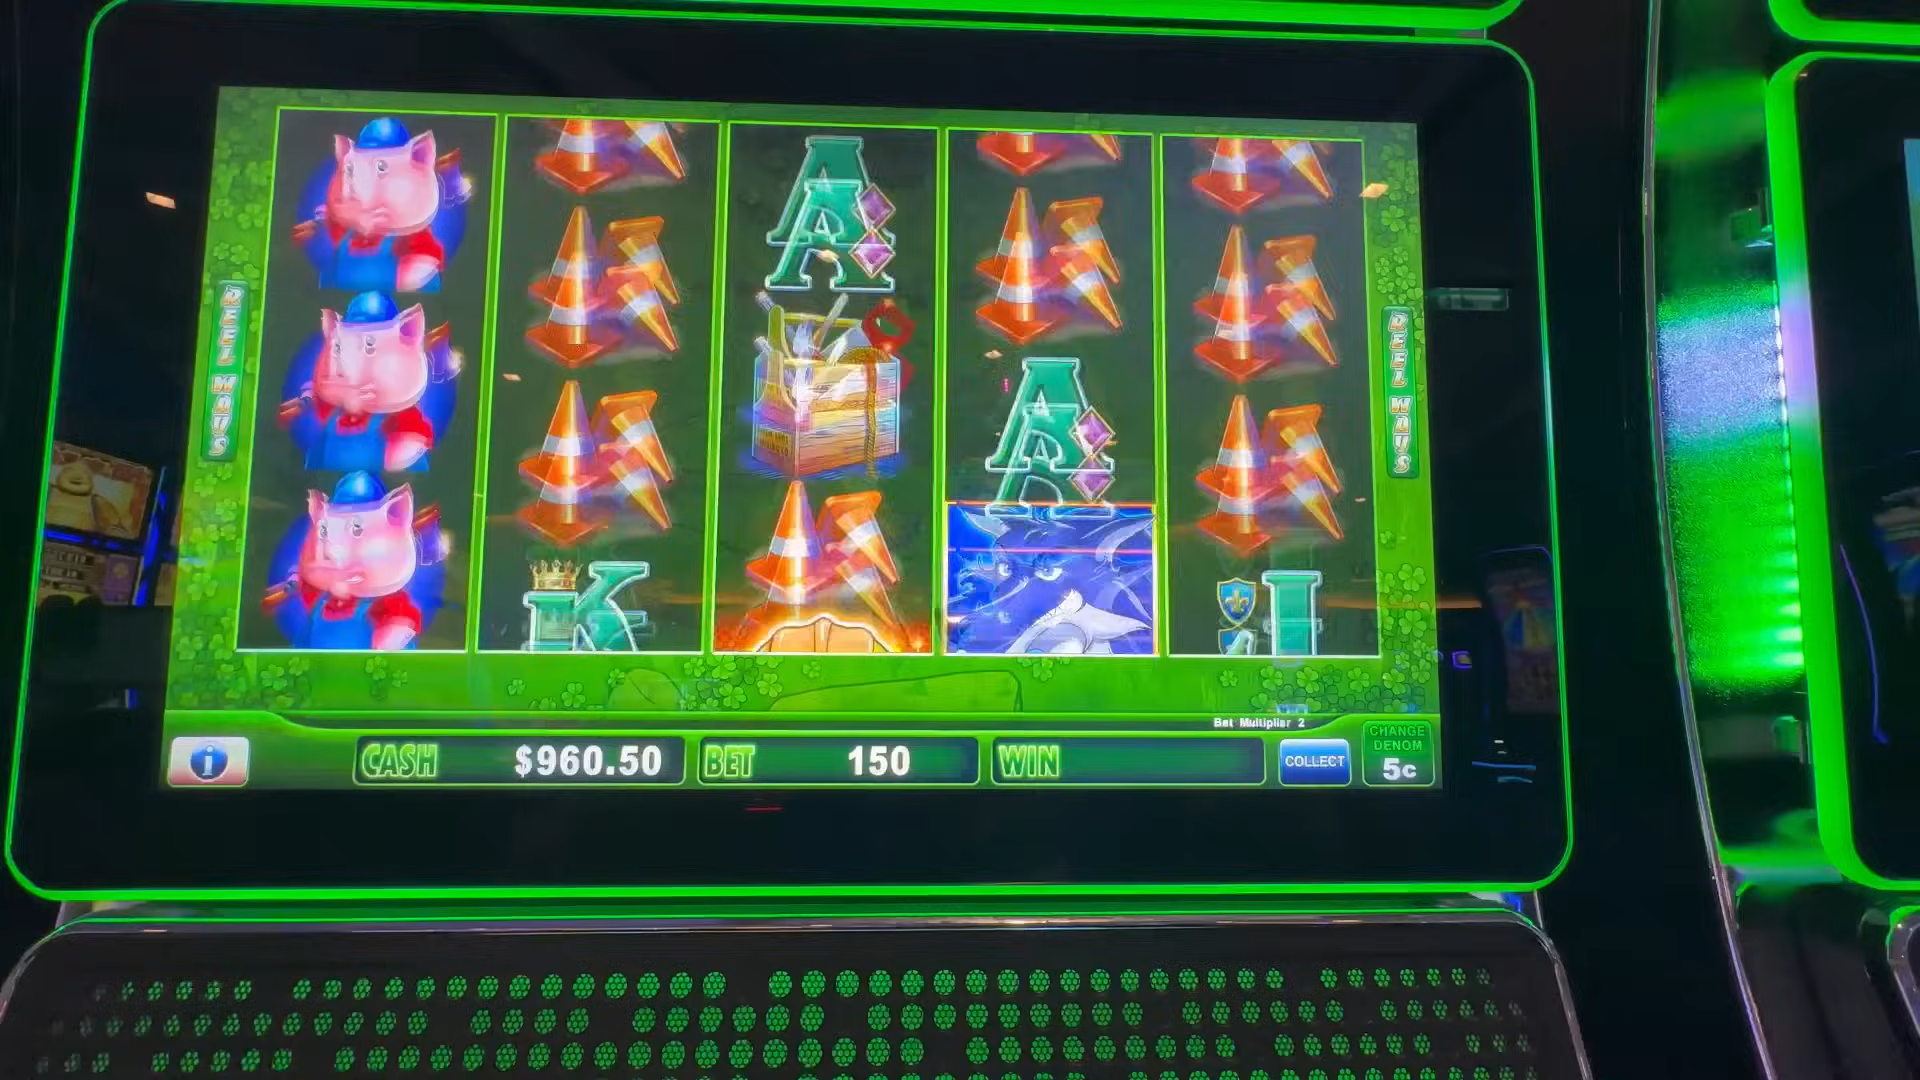 REEL WAYS
REEL WAYS
A
A
A
A
K
Bet Multiplier 2
CHANGE
DENOM
5c
CASH $960.50
BET 150
WIN
COLLECT
i